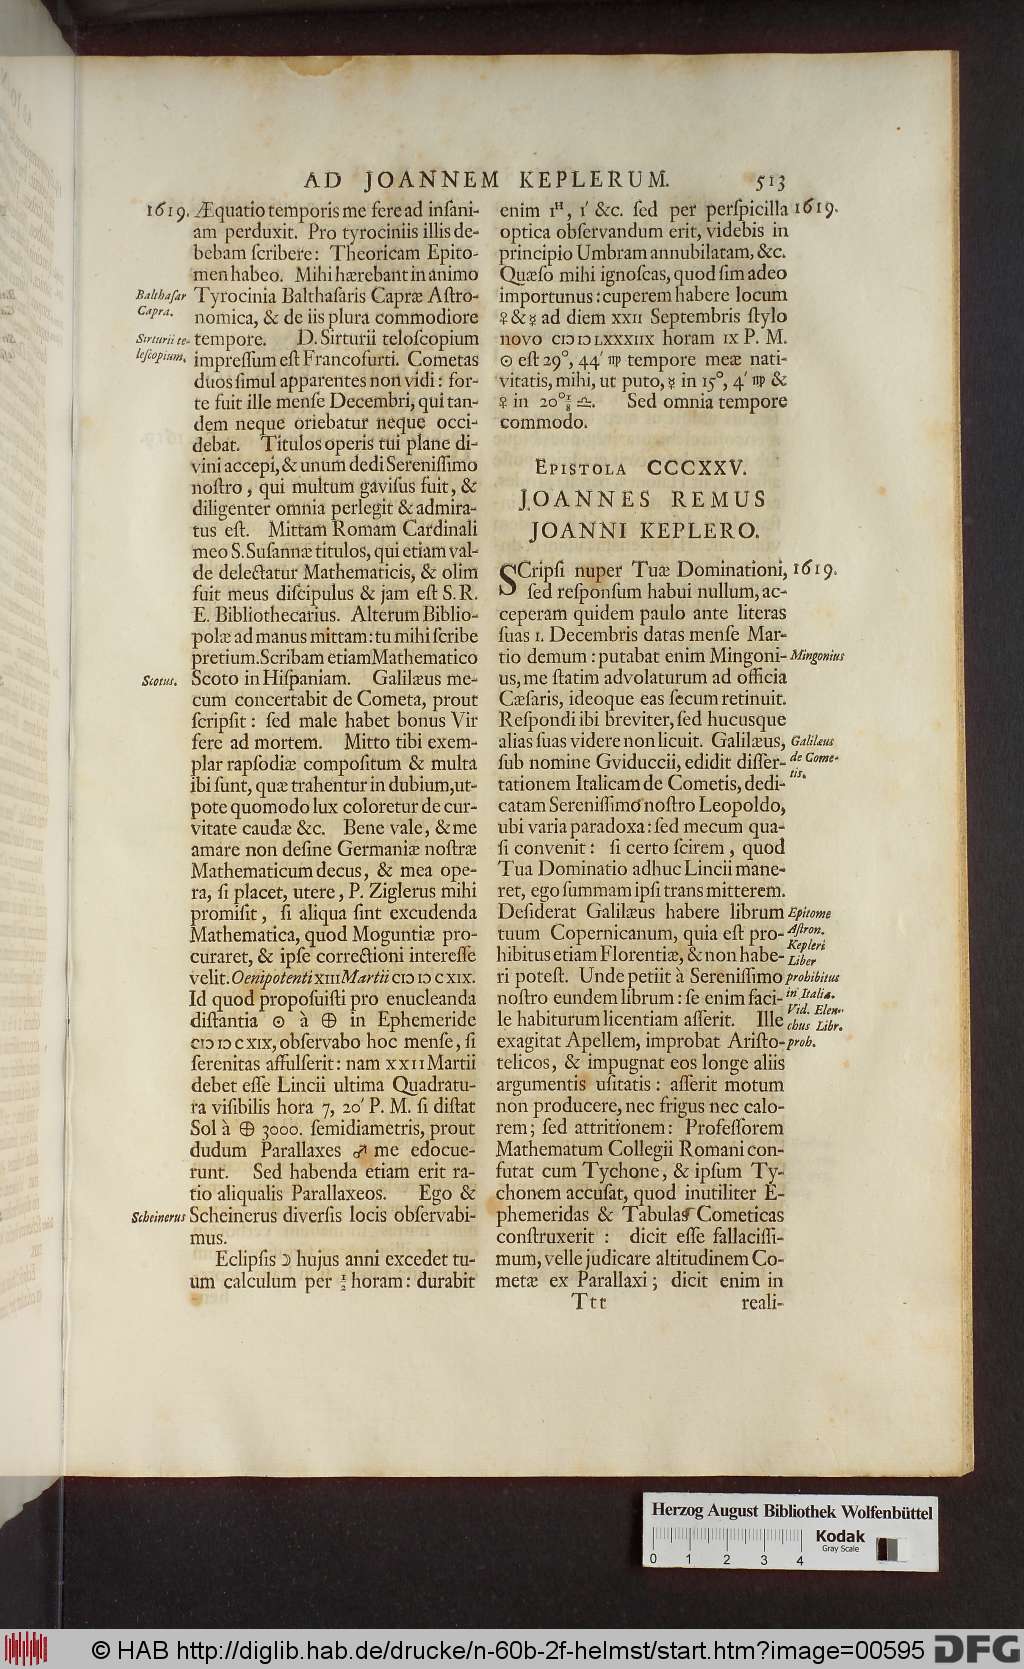 AD JOANNEM KEPLERUM. 513
1619. Æquatio temporis me fere ad insani-
am perduxit. Pro tyrociniis illis de-
bebam scribere: Theoricam Epito-
men habeo. Mihi hærebant in animo
Balthasar Tyrocinia Balthasaris Capræ Astro-
Capra. nomica, & de iis plura commodiore
Sirturii te- tempore. D. Sirturii teloscopium
lescopium. impressum est Francofurti. Cometas
duos simul apparentes non vidi: for-
te fuit ille mense Decembri, qui tan-
dem neque oriebatur neque occi-
debat. Titulos operis tui plane di-
vini accepi, & unum dedi Serenissimo
nostro, qui multum gavisus fuit, &
diligenter omnia perlegit & admira-
tus est. Mittam Romam Cardinali
meo S. Susannæ titulos, qui etiam val-
de delectatur Mathematicis, & olim
fuit meus discipulus & jam est S. R.
E. Bibliothecarius. Alterum Biblio-
polæ ad manus mittam: tu mihi scribe
pretium. Scribam etiam Mathematico
Scotus. Scoto in Hispaniam. Galilæus me-
cum concertabit de Cometa, prout
scripsit: sed male habet bonus Vir
fere ad mortem. Mitto tibi exem-
plar rapsodiæ compositum & multa
ibi sunt, quæ trahentur in dubium, ut-
pote quomodo lux coloretur de cur-
vitate caudæ &c. Bene vale, & me
amare non desine Germaniæ nostræ
Mathematicum decus, & mea ope-
ra, si placet, utere, P. Ziglerus mihi
promisit, si aliqua sint excudenda
Mathematica, quod Moguntiæ pro-
curaret, & ipse correctioni interesse
velit. Oenipotenti XIII Martii CIↃ IↃ C XIX.
Id quod proposuisti pro enucleanda
distantia ☉ à ⊕ in Ephemeride
CIↃ IↃ C XIX, observabo hoc mense, si
serenitas affulserit: nam XXII Martii
debet esse Lincii ultima Quadratu-
ra visibilis hora 7, 20′ P. M. si distat
Sol à ⊕ 3000. semidiametris, prout
dudum Parallaxes ♂ me edocue-
runt. Sed habenda etiam erit ra-
tio aliqualis Parallaxeos. Ego &
Scheinerus Scheinerus diversis locis observabi-
mus.
Eclipsis ☽ hujus anni excedet tu-
um calculum per ½ horam: durabit
enim 1ᴴ, 1′ &c. sed per perspicilla 1619.
optica observandum erit, videbis in
principio Umbram annubilatam, &c.
Quæso mihi ignoscas, quod sim adeo
importunus: cuperem habere locum
♀ & ☿ ad diem XXII Septembris stylo
novo CIↃ IↃ LXXXIIX horam IX P. M.
☉ est 29°, 44′ ♍ tempore meæ nati-
vitatis, mihi, ut puto, ☿ in 15°, 4′ ♍ &
♀ in 20°⅛ ♎. Sed omnia tempore
commodo.
EPISTOLA CCCXXV.
JOANNES REMUS
JOANNI KEPLERO.
SCripsi nuper Tuæ Dominationi, 1619.
sed responsum habui nullum, ac-
ceperam quidem paulo ante literas
suas 1. Decembris datas mense Mar-
tio demum: putabat enim Mingoni- Mingonius
us, me statim advolaturum ad officia
Cæsaris, ideoque eas secum retinuit.
Respondi ibi breviter, sed hucusque
alias suas videre non licuit. Galilæus, Galilæus
sub nomine Gviduccii, edidit disser- de Come-
tationem Italicam de Cometis, dedi- tis.
catam Serenissimo nostro Leopoldo,
ubi varia paradoxa: sed mecum qua-
si convenit: si certo scirem, quod
Tua Dominatio adhuc Lincii mane-
ret, ego summam ipsi transmitterem.
Desiderat Galilæus habere librum Epitome
tuum Copernicanum, quia est pro- Astron.
Kepleri
hibitus etiam Florentiæ, & non habe- Liber
ri potest. Unde petiit à Serenissimo prohibitus
nostro eundem librum: se enim faci- in Italia.
Vid. Elen-
le habiturum licentiam asserit. Ille chus Libr.
exagitat Apellem, improbat Aristo- prob.
telicos, & impugnat eos longe aliis
argumentis usitatis: asserit motum
non producere, nec frigus nec calo-
rem; sed attritionem: Professorem
Mathematum Collegii Romani con-
futat cum Tychone, & ipsum Ty-
chonem accusat, quod inutiliter E-
phemeridas & Tabulas Cometicas
construxerit: dicit esse fallacissi-
mum, velle judicare altitudinem Co-
metæ ex Parallaxi; dicit enim in
Ttt reali-
Herzog August Bibliothek Wolfenbüttel
0 1 2 3 4
Kodak
Gray Scale
© HAB http://diglib.hab.de/drucke/n-60b-2f-helmst/start.htm?image=00595 DFG